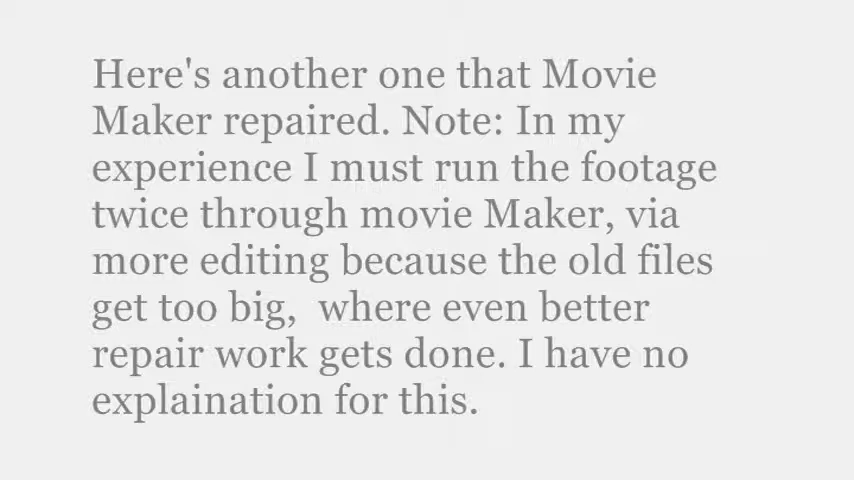 Here's another one that Movie
Maker repaired. Note: In my
experience I must run the footage
twice through movie Maker, via
more editing because the old files
get too big,  where even better
repair work gets done. I have no
explaination for this.